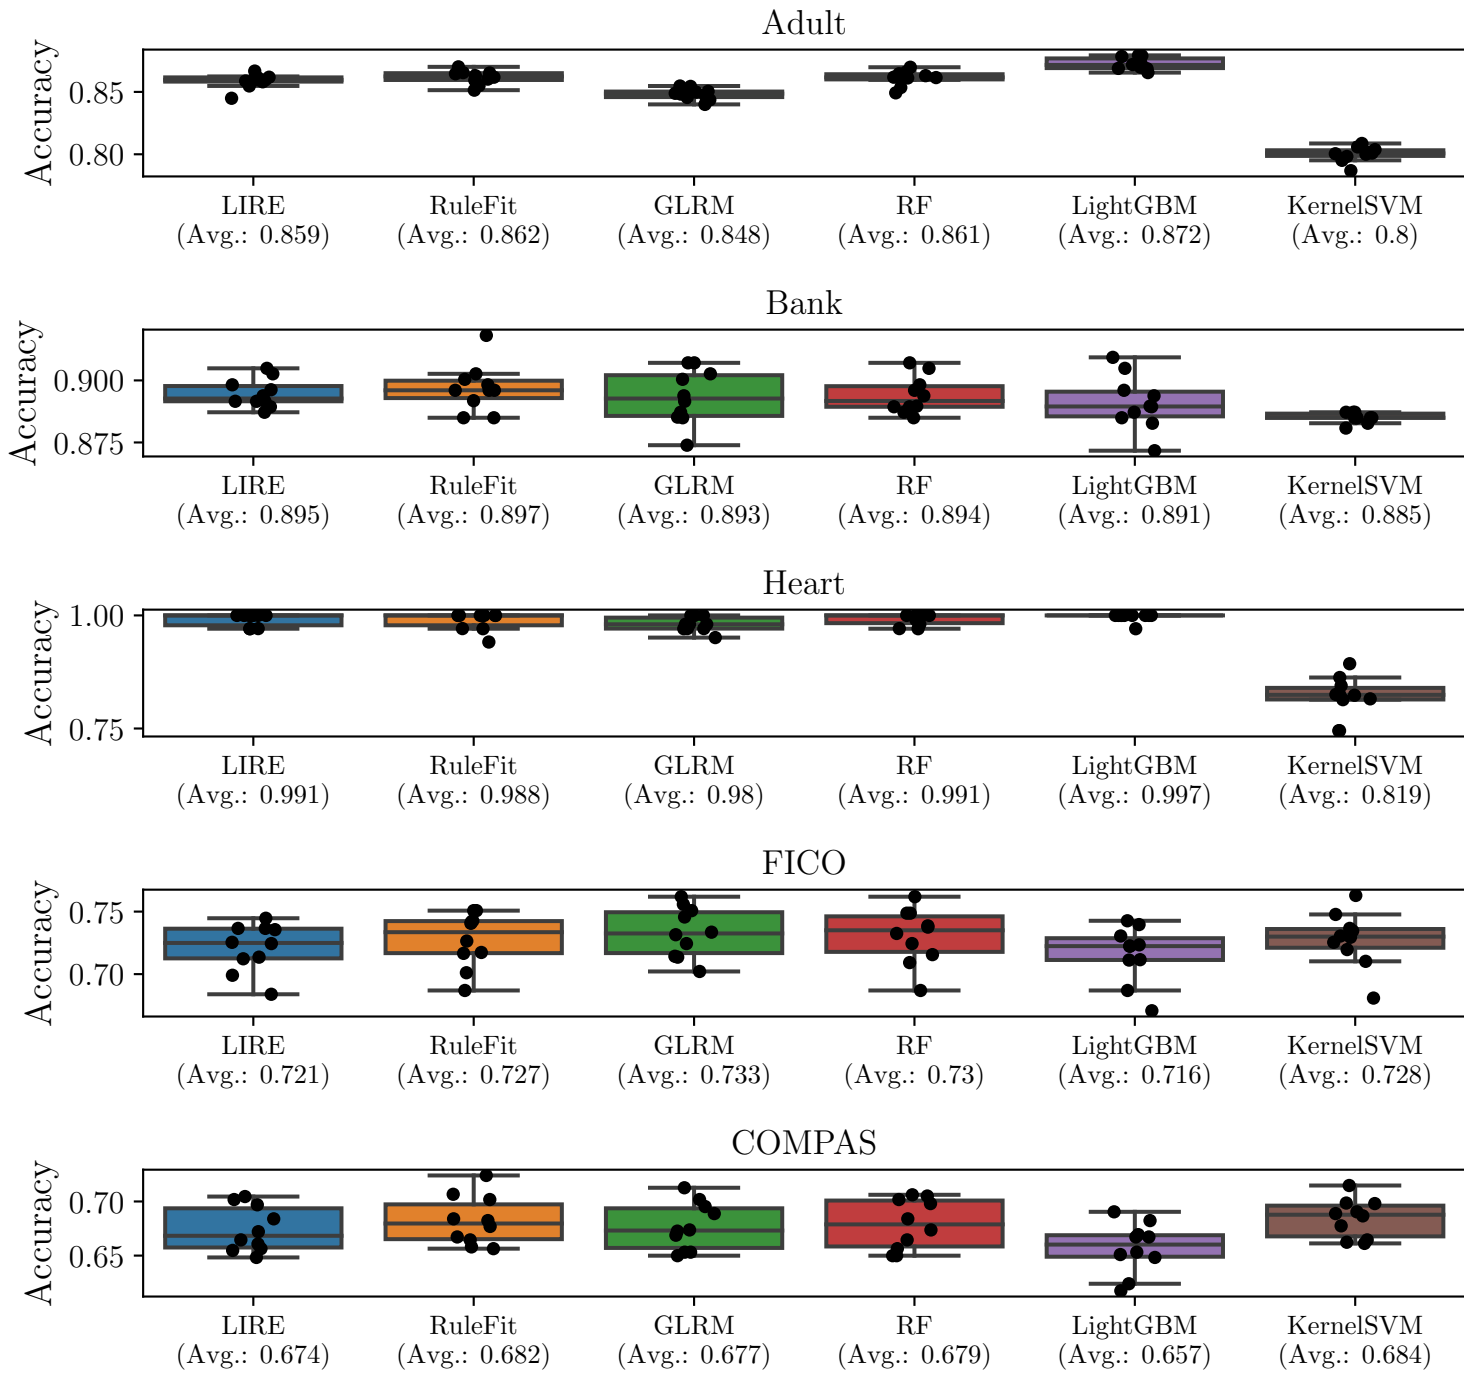 Adult
Accuracy
0.85
0.80
LIRE RuleFit GLRM RF LightGBM KernelSVM
(Avg.: 0.859) (Avg.: 0.862) (Avg.: 0.848) (Avg.: 0.861) (Avg.: 0.872) (Avg.: 0.8)
Bank
Accuracy
0.900
0.875
LIRE RuleFit GLRM RF LightGBM KernelSVM
(Avg.: 0.895) (Avg.: 0.897) (Avg.: 0.893) (Avg.: 0.894) (Avg.: 0.891) (Avg.: 0.885)
Heart
Accuracy
1.00
0.75
LIRE RuleFit GLRM RF LightGBM KernelSVM
(Avg.: 0.991) (Avg.: 0.988) (Avg.: 0.98) (Avg.: 0.991) (Avg.: 0.997) (Avg.: 0.819)
FICO
Accuracy
0.75
0.70
LIRE RuleFit GLRM RF LightGBM KernelSVM
(Avg.: 0.721) (Avg.: 0.727) (Avg.: 0.733) (Avg.: 0.73) (Avg.: 0.716) (Avg.: 0.728)
COMPAS
Accuracy
0.70
0.65
LIRE RuleFit GLRM RF LightGBM KernelSVM
(Avg.: 0.674) (Avg.: 0.682) (Avg.: 0.677) (Avg.: 0.679) (Avg.: 0.657) (Avg.: 0.684)